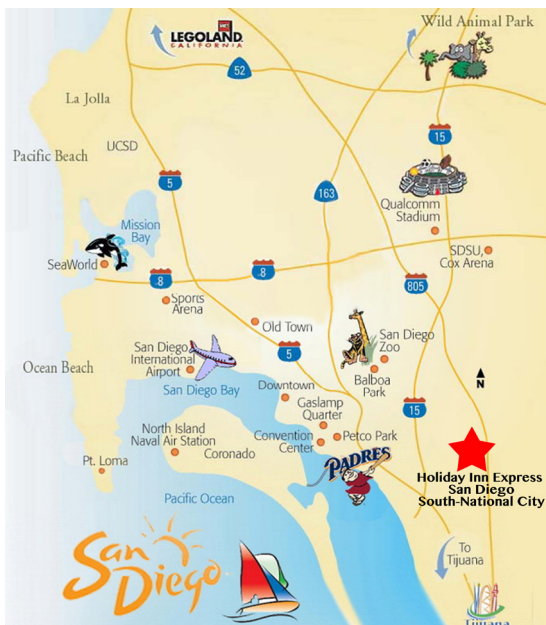 Wild Animal Park
LEGOLAND
CALIFORNIA
52
La Jolla
15
UCSD
Pacific Beach
5
163
Qualcomm
Stadium
Mission
Bay
SDSU,
Cox Arena
SeaWorld
8
8
805
Sports
Arena
Old Town
San Diego
Zoo
San Diego
International
Airport
5
Ocean Beach
Balboa
Park
N
San Diego Bay
Downtown
15
Gaslamp
Quarter
North Island
Naval Air Station
Convention
Center
Petco Park
Coronado
Pt. Loma
PADRES
Holiday Inn Express
San Diego
South-National City
Pacific Ocean
To
Tijuana
San
Diego
Tijuana